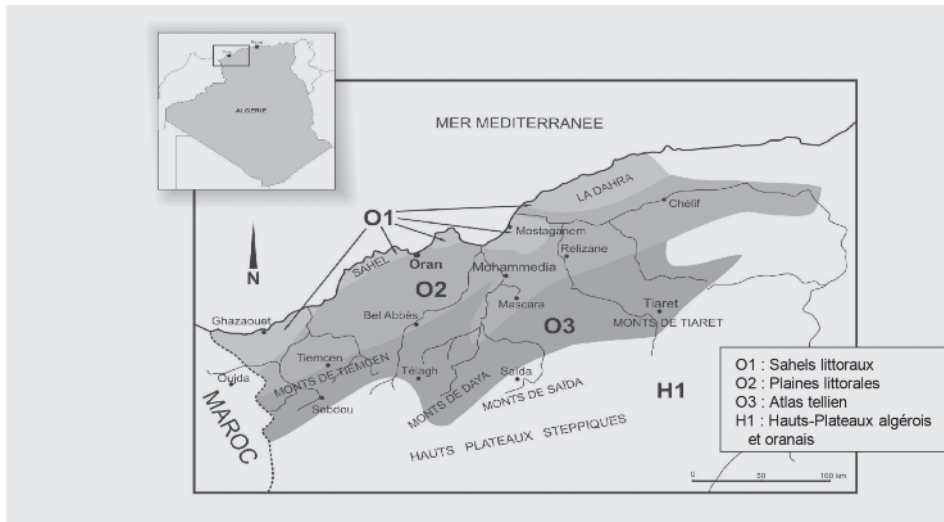 ALGÉRIE
MER MEDITERRANEE
LA DAHRA
Chélif
O1
Mostaganem
SAHEL
Oran
Relizane
N
O2
Mohammedia
Mascara
Ghazaouet
Bel Abbès
O3
Tiaret
MONTS DE TIARET
Tlemcen
MONTS DE TLEMCEN
Oujda
Télagh
Saïda
MONTS DE DAYA
MONTS DE SAIDA
Sebdou
H1
MAROC
HAUTS PLATEAUX STEPPIQUES
O1 : Sahels littoraux
O2 : Plaines littorales
O3 : Atlas tellien
H1 : Hauts-Plateaux algérois
et oranais
0 50 100 km